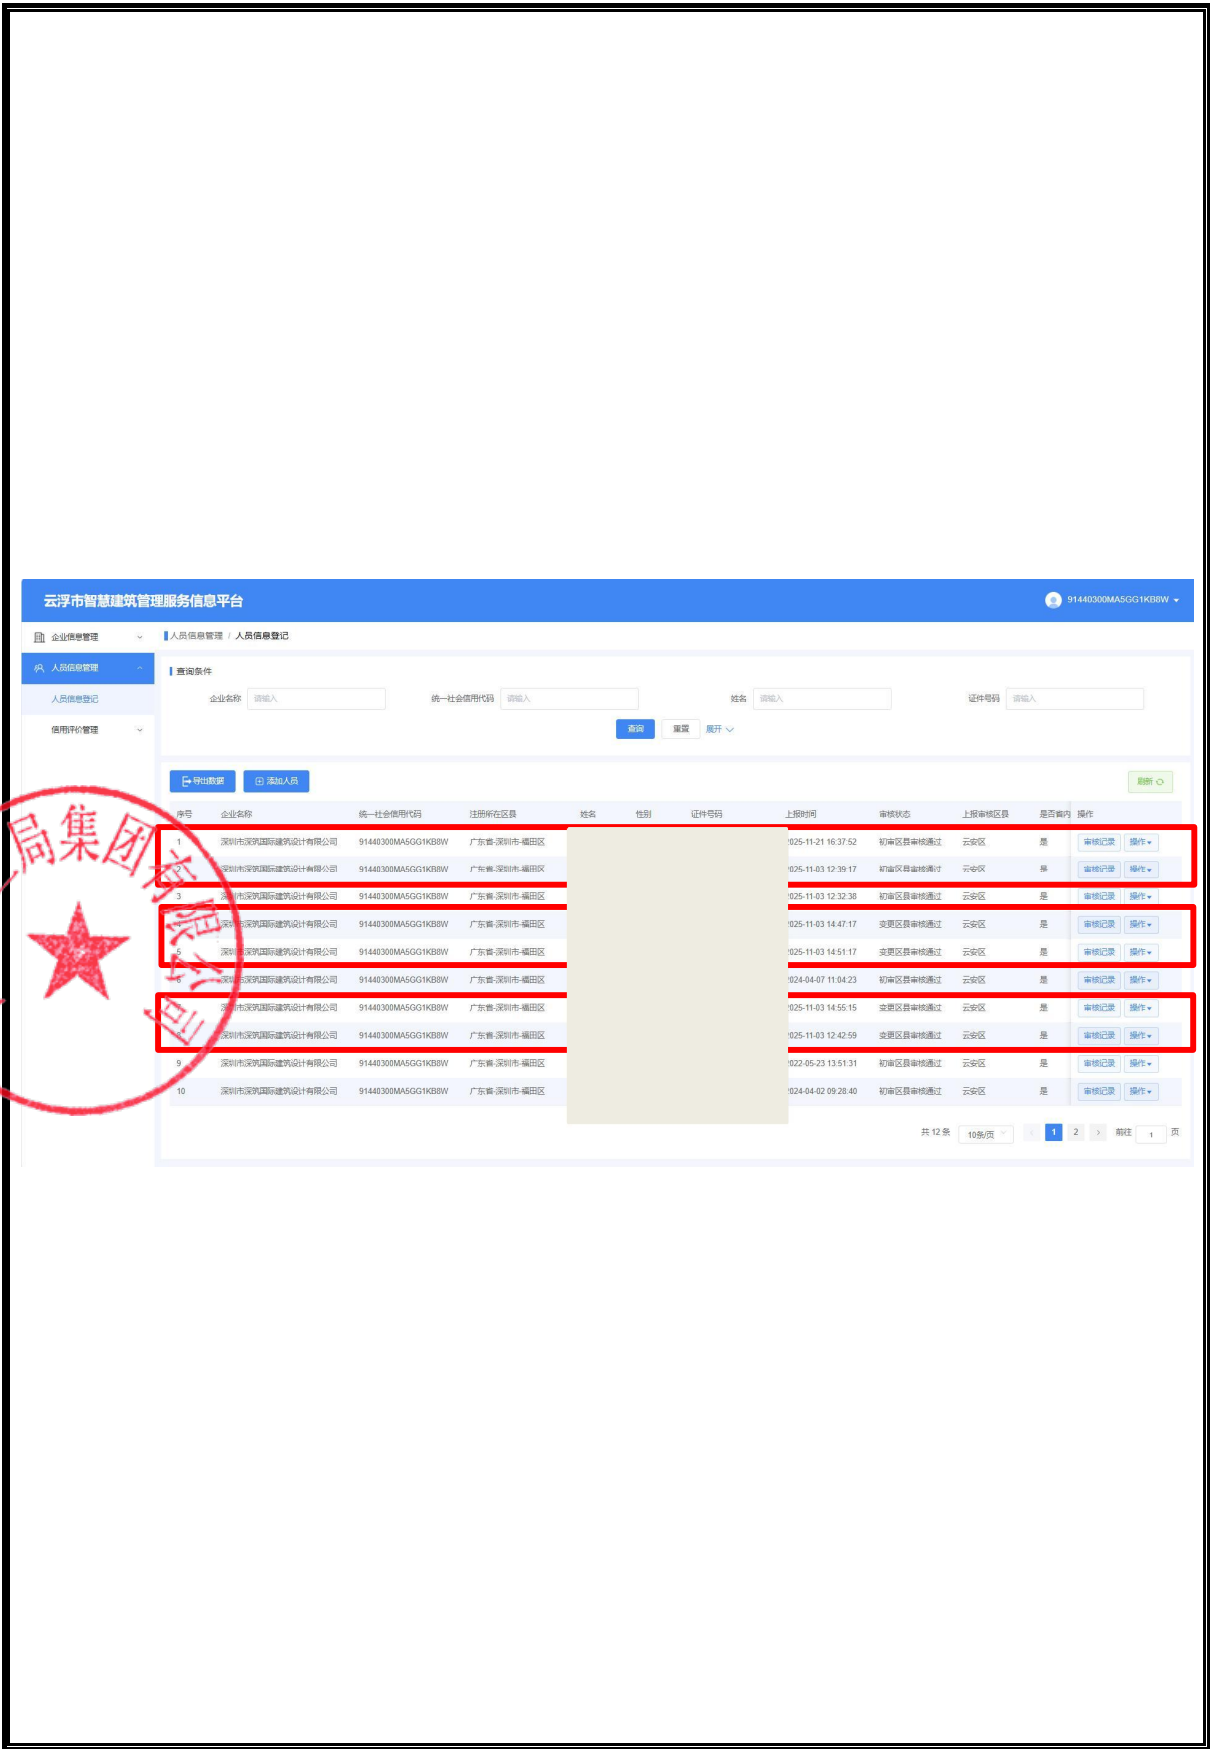 云浮市智慧建筑管理服务信息平台 91440300MA5GG1KB8W
企业信息管理 人员信息管理 / 人员信息登记
人员信息管理 查询条件
人员信息登记 企业名称 请输入 统一社会信用代码 请输入 姓名 请输入 证件号码 请输入
信用评价管理 查询 重置 展开
导出数据 添加人员 刷新
序号 企业名称 统一社会信用代码 注册所在区县 姓名 性别 证件号码 上报时间 审核状态 上报审核区县 是否省内 操作
1 深圳市深筑国际建筑设计有限公司 91440300MA5GG1KB8W 广东省-深圳市-福田区 2025-11-21 16:37:52 初审区县审核通过 云安区 是 审核记录 操作
2 深圳市深筑国际建筑设计有限公司 91440300MA5GG1KB8W 广东省-深圳市-福田区 2025-11-03 12:39:17 初审区县审核通过 云安区 是 审核记录 操作
3 深圳市深筑国际建筑设计有限公司 91440300MA5GG1KB8W 广东省-深圳市-福田区 2025-11-03 12:32:38 初审区县审核通过 云安区 是 审核记录 操作
4 深圳市深筑国际建筑设计有限公司 91440300MA5GG1KB8W 广东省-深圳市-福田区 2025-11-03 14:47:17 变更区县审核通过 云安区 是 审核记录 操作
5 深圳市深筑国际建筑设计有限公司 91440300MA5GG1KB8W 广东省-深圳市-福田区 2025-11-03 14:51:17 变更区县审核通过 云安区 是 审核记录 操作
6 深圳市深筑国际建筑设计有限公司 91440300MA5GG1KB8W 广东省-深圳市-福田区 2024-04-07 11:04:23 初审区县审核通过 云安区 是 审核记录 操作
深圳市深筑国际建筑设计有限公司 91440300MA5GG1KB8W 广东省-深圳市-福田区 2025-11-03 14:55:15 变更区县审核通过 云安区 是 审核记录 操作
8 深圳市深筑国际建筑设计有限公司 91440300MA5GG1KB8W 广东省-深圳市-福田区 2025-11-03 12:42:59 变更区县审核通过 云安区 是 审核记录 操作
9 深圳市深筑国际建筑设计有限公司 91440300MA5GG1KB8W 广东省-深圳市-福田区 2022-05-23 13:51:31 初审区县审核通过 云安区 是 审核记录 操作
10 深圳市深筑国际建筑设计有限公司 91440300MA5GG1KB8W 广东省-深圳市-福田区 2024-04-02 09:28:40 初审区县审核通过 云安区 是 审核记录 操作
共 12 条 10条/页 1 2 前往 1 页
局集团有限公司